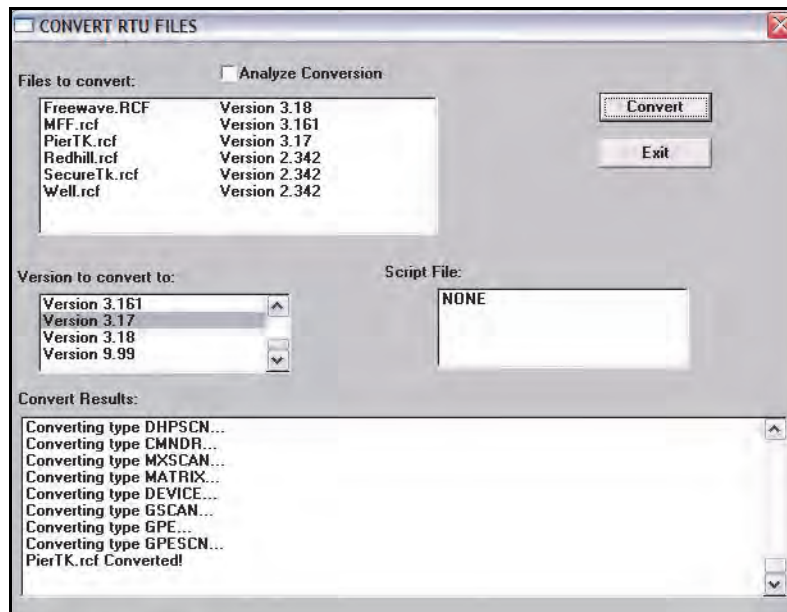 CONVERT RTU FILES
Files to convert:
Analyze Conversion
Freewave.RCF Version 3.18
MFF.rcf Version 3.161
PierTK.rcf Version 3.17
Redhill.rcf Version 2.342
SecureTk.rcf Version 2.342
Well.rcf Version 2.342
Convert
Exit
Version to convert to:
Version 3.161
Version 3.17
Version 3.18
Version 9.99
Script File:
NONE
Convert Results:
Converting type DHPSCN...
Converting type CMNDR...
Converting type MXSCAN...
Converting type MATRIX...
Converting type DEVICE...
Converting type GSCAN...
Converting type GPE...
Converting type GPESCN...
PierTK.rcf Converted!